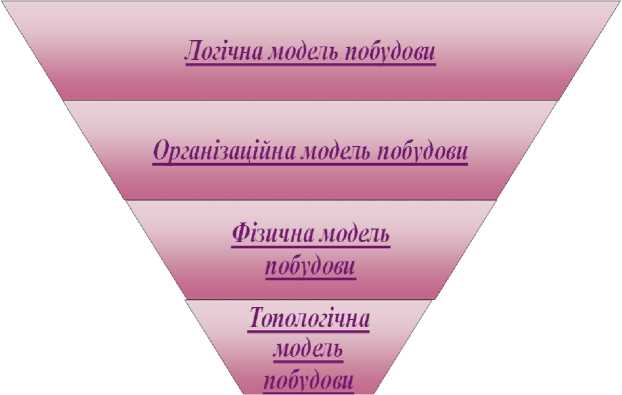 Логічна модель побудови
Організаційна модель побудови
Фізична модель
побудови
Топологічна
модель
побудови